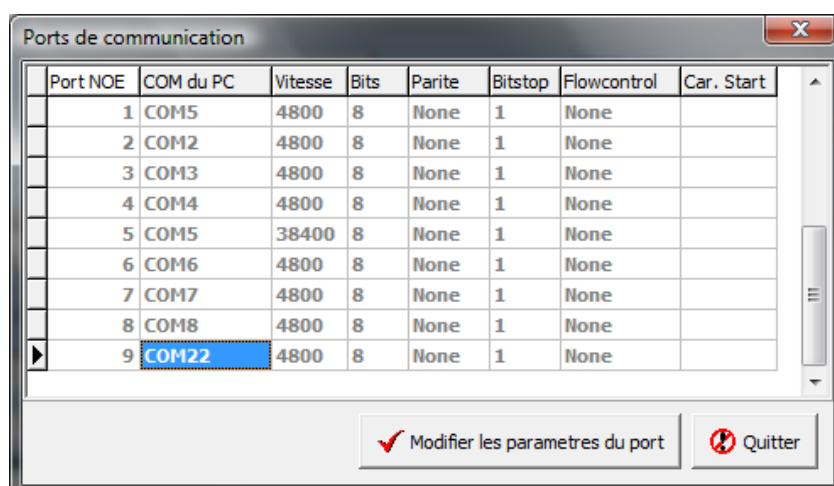 Ports de communication
Port NOE COM du PC Vitesse Bits Parite Bitstop Flowcontrol Car. Start
1 COM5 4800 8 None 1 None
2 COM2 4800 8 None 1 None
3 COM3 4800 8 None 1 None
4 COM4 4800 8 None 1 None
5 COM5 38400 8 None 1 None
6 COM6 4800 8 None 1 None
7 COM7 4800 8 None 1 None
8 COM8 4800 8 None 1 None
9 COM22 4800 8 None 1 None
Modifier les parametres du port Quitter